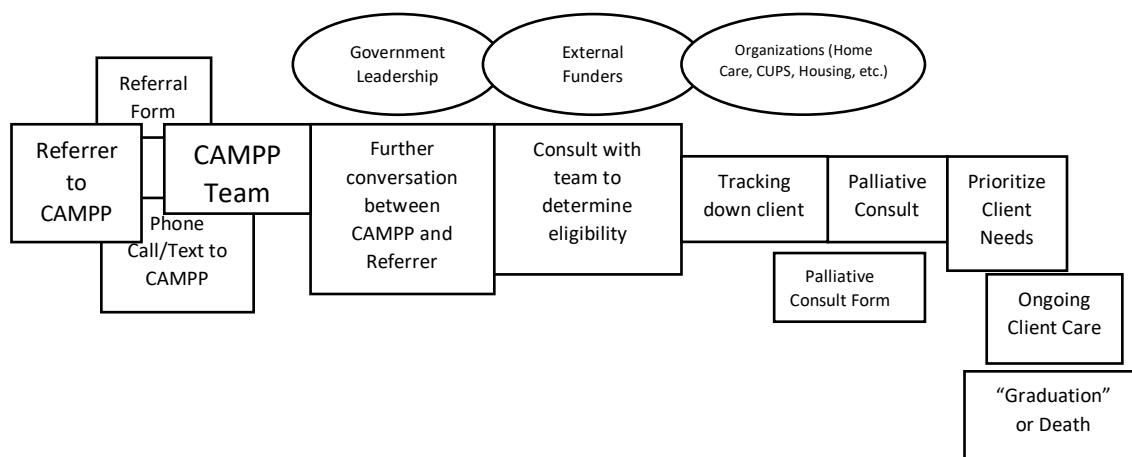 Government
Leadership
External
Funders
Organizations (Home
Care, CUPS, Housing, etc.)
Referral
Form
Referrer
to
CAMPP
Phone
Call/Text to
CAMPP
CAMPP
Team
Further
conversation
between
CAMPP and
Referrer
Consult with
team to
determine
eligibility
Tracking
down client
Palliative
Consult
Palliative
Consult Form
Prioritize
Client
Needs
Ongoing
Client Care
“Graduation”
or Death